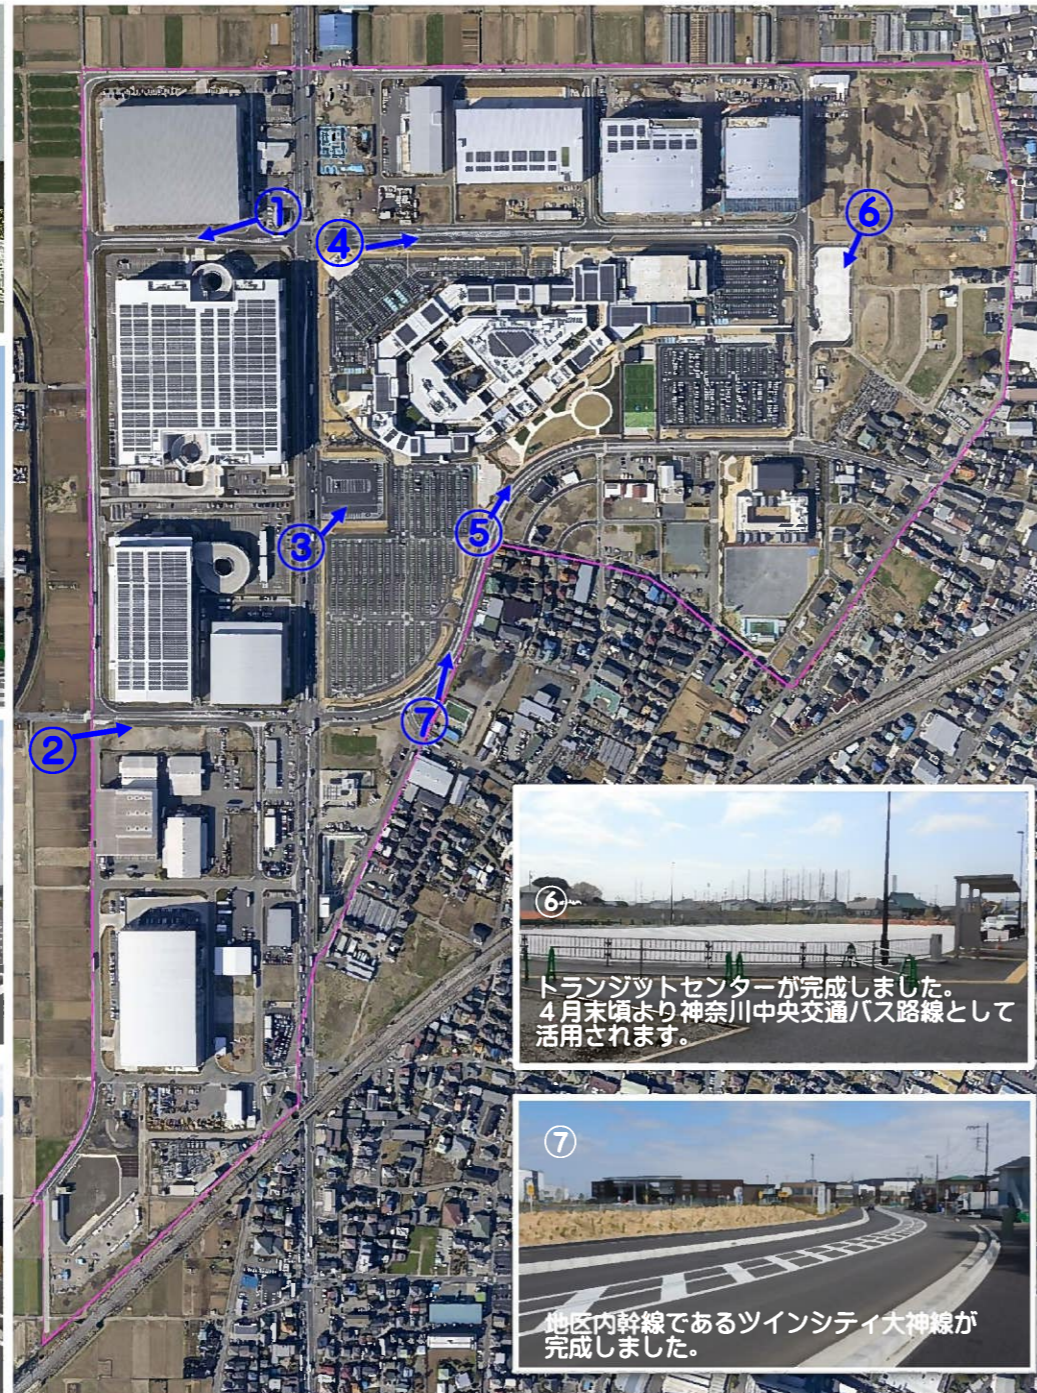 ①
④
⑥
③
⑤
⑦
②
⑥
トランジットセンターが完成しました。
４月末頃より神奈川中央交通バス路線として
活用されます。
⑦
地区内幹線であるツインシティ大神線が
完成しました。